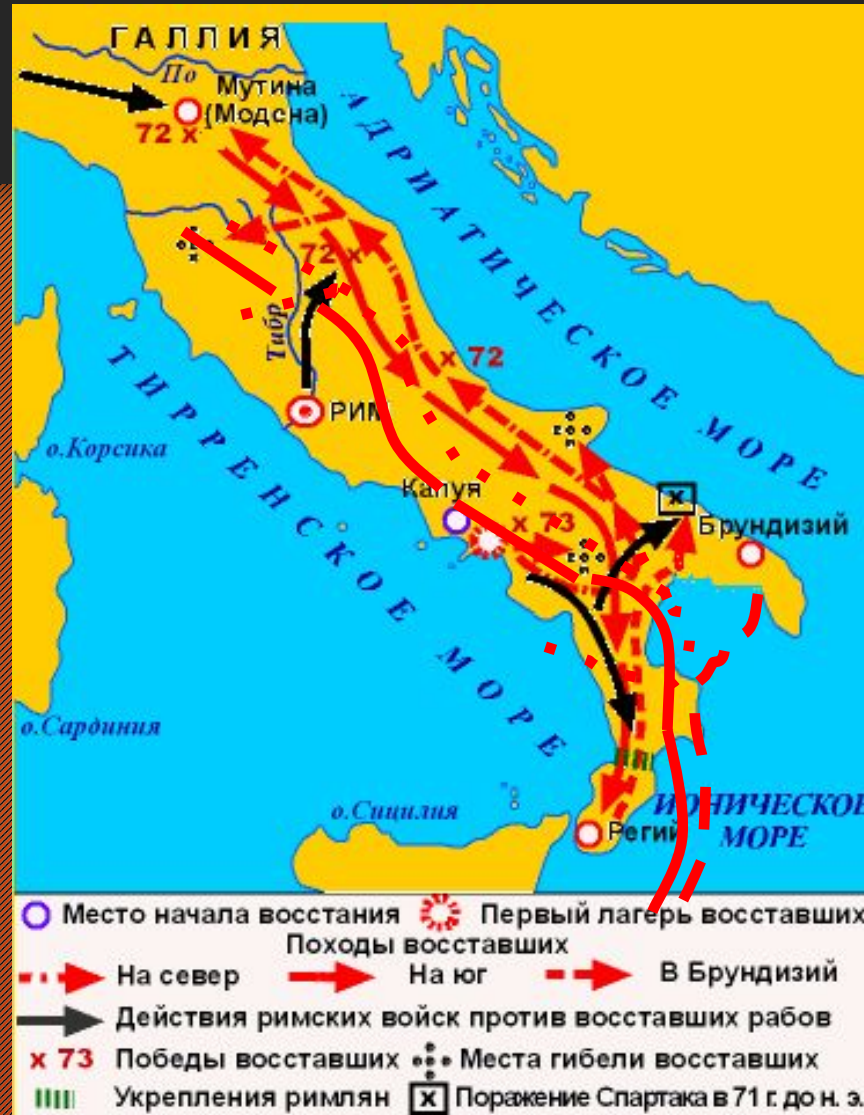 ГАЛЛИЯ
По
Мутина
(Модена)
72 х
АДРИАТИЧЕСКОЕ МОРЕ
72 х
Тибр
х 72
РИМ
о.Корсика
ТИРРЕНСКОЕ МОРЕ
Капуя
х 73
х
Брундизий
о.Сардиния
о.Сицилия
Регий
ИОНИЧЕСКОЕ
МОРЕ
Место начала восстания Первый лагерь восставших
Походы восставших
На север На юг В Брундизий
Действия римских войск против восставших рабов
х 73 Победы восставших Места гибели восставших
Укрепления римлян х Поражение Спартака в 71 г. до н. э.